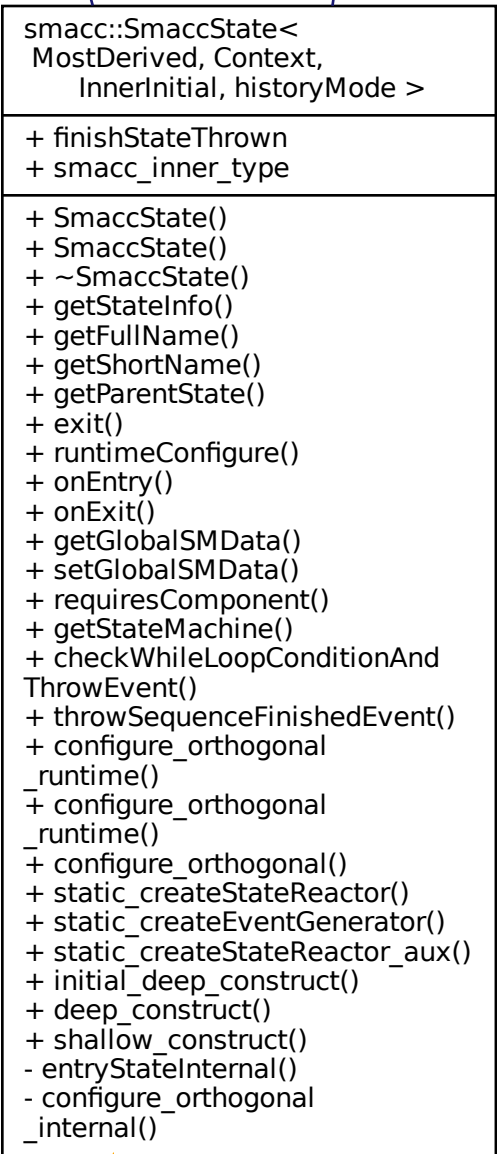 smacc::SmaccState<
MostDerived, Context,
InnerInitial, historyMode >
+ finishStateThrown
+ smacc_inner_type
+ SmaccState()
+ SmaccState()
+ ~SmaccState()
+ getStateInfo()
+ getFullName()
+ getShortName()
+ getParentState()
+ exit()
+ runtimeConfigure()
+ onEntry()
+ onExit()
+ getGlobalSMData()
+ setGlobalSMData()
+ requiresComponent()
+ getStateMachine()
+ checkWhileLoopConditionAnd
ThrowEvent()
+ throwSequenceFinishedEvent()
+ configure_orthogonal
_runtime()
+ configure_orthogonal
_runtime()
+ configure_orthogonal()
+ static_createStateReactor()
+ static_createEventGenerator()
+ static_createStateReactor_aux()
+ initial_deep_construct()
+ deep_construct()
+ shallow_construct()
- entryStateInternal()
- configure_orthogonal
_internal()